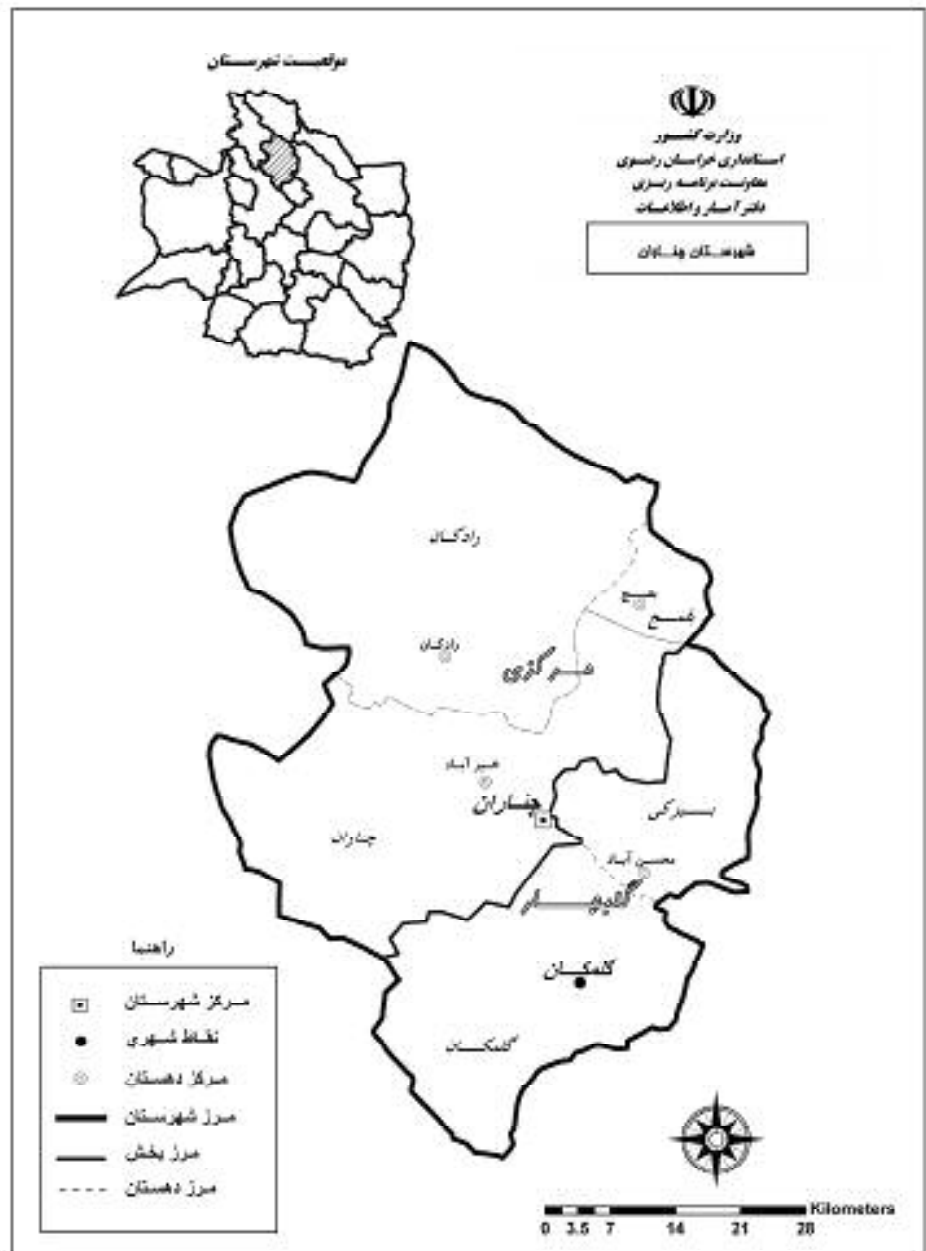 موقعیت شهرستان
وزارت کشور
استانداری خراسان رضوی
معاونت برنامه ریزی
دفتر آمار و اطلاعات
شهرستان چناران
رادکان
رادکان
مرکزی
چناران
چناران
بیزکی
محسن آباد
گلبهار
گلمکان
گلمکان
راهنما
مرکز شهرستان
نقاط شهری
مرکز دهستان
مرز شهرستان
مرز بخش
مرز دهستان
Kilometers
0 3.5 7 14 21 28